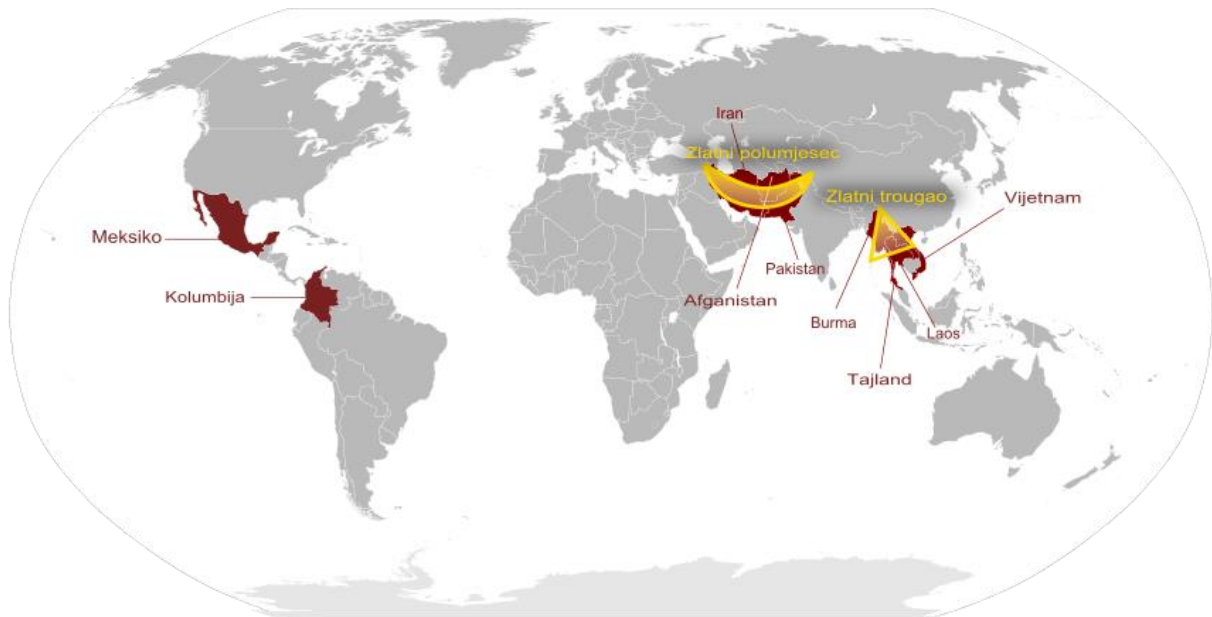 Iran
Zlatni polumjesec
Zlatni trougao
Vijetnam
Meksiko
Pakistan
Kolumbija
Afganistan
Burma
Laos
Tajland